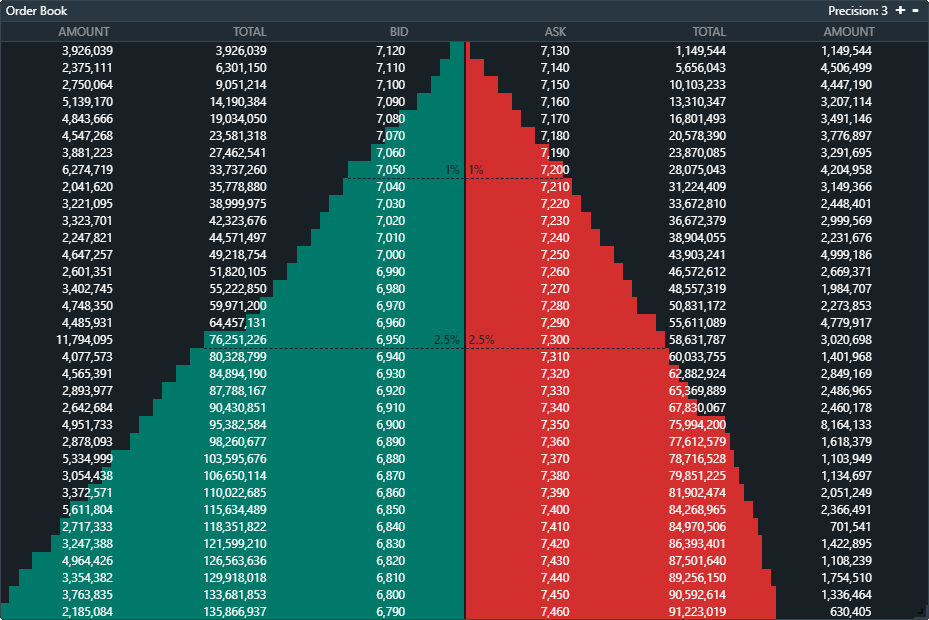 Order Book Precision: 3 + -
AMOUNT TOTAL BID ASK TOTAL AMOUNT
3,926,039 3,926,039 7,120 7,130 1,149,544 1,149,544
2,375,111 6,301,150 7,110 7,140 5,656,043 4,506,499
2,750,064 9,051,214 7,100 7,150 10,103,233 4,447,190
5,139,170 14,190,384 7,090 7,160 13,310,347 3,207,114
4,843,666 19,034,050 7,080 7,170 16,801,493 3,491,146
4,547,268 23,581,318 7,070 7,180 20,578,390 3,776,897
3,881,223 27,462,541 7,060 7,190 23,870,085 3,291,695
6,274,719 33,737,260 7,050 1% 1% 7,200 28,075,043 4,204,958
2,041,620 35,778,880 7,040 7,210 31,224,409 3,149,366
3,221,095 38,999,975 7,030 7,220 33,672,810 2,448,401
3,323,701 42,323,676 7,020 7,230 36,672,379 2,999,569
2,247,821 44,571,497 7,010 7,240 38,904,055 2,231,676
4,647,257 49,218,754 7,000 7,250 43,903,241 4,999,186
2,601,351 51,820,105 6,990 7,260 46,572,612 2,669,371
3,402,745 55,222,850 6,980 7,270 48,557,319 1,984,707
4,748,350 59,971,200 6,970 7,280 50,831,172 2,273,853
4,485,931 64,457,131 6,960 7,290 55,611,089 4,779,917
11,794,095 76,251,226 6,950 2.5% 2.5% 7,300 58,631,787 3,020,698
4,077,573 80,328,799 6,940 7,310 60,033,755 1,401,968
4,565,391 84,894,190 6,930 7,320 62,882,924 2,849,169
2,893,977 87,788,167 6,920 7,330 65,369,889 2,486,965
2,642,684 90,430,851 6,910 7,340 67,830,067 2,460,178
4,951,733 95,382,584 6,900 7,350 75,994,200 8,164,133
2,878,093 98,260,677 6,890 7,360 77,612,579 1,618,379
5,334,999 103,595,676 6,880 7,370 78,716,528 1,103,949
3,054,438 106,650,114 6,870 7,380 79,851,225 1,134,697
3,372,571 110,022,685 6,860 7,390 81,902,474 2,051,249
5,611,804 115,634,489 6,850 7,400 84,268,965 2,366,491
2,717,333 118,351,822 6,840 7,410 84,970,506 701,541
3,247,388 121,599,210 6,830 7,420 86,393,401 1,422,895
4,964,426 126,563,636 6,820 7,430 87,501,640 1,108,239
3,354,382 129,918,018 6,810 7,440 89,256,150 1,754,510
3,763,835 133,681,853 6,800 7,450 90,592,614 1,336,464
2,185,084 135,866,937 6,790 7,460 91,223,019 630,405